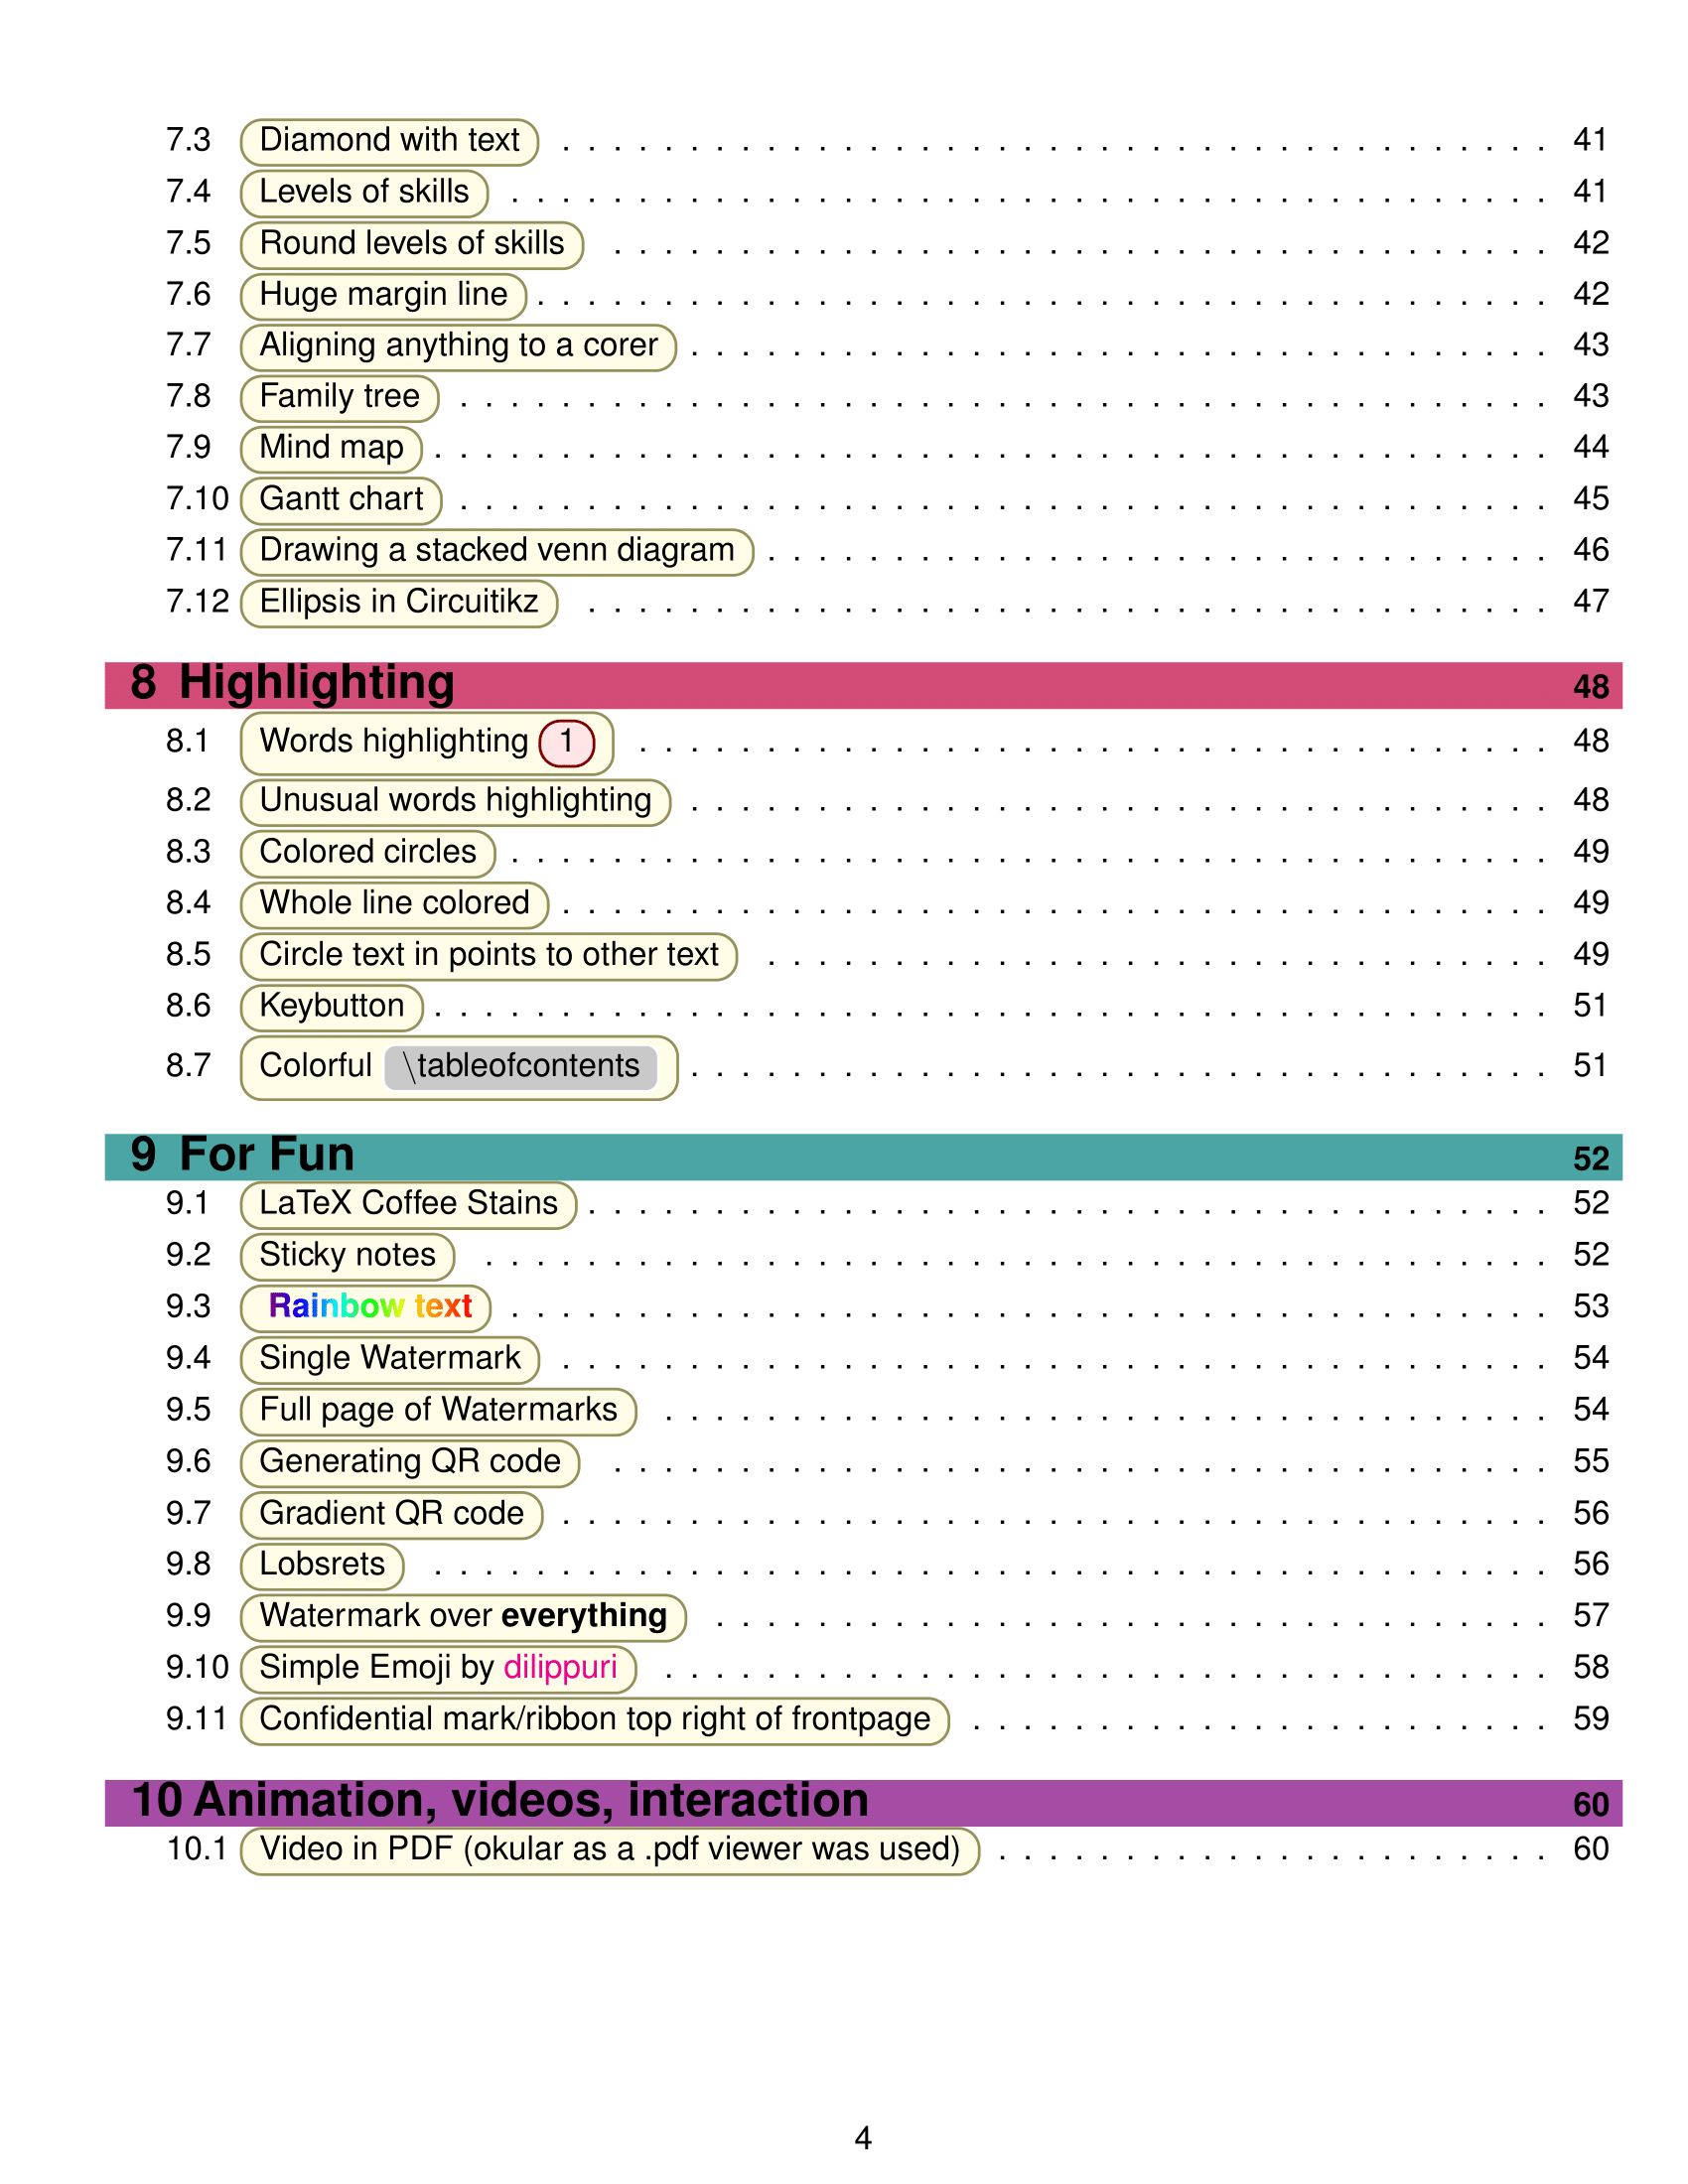 7.3 Diamond with text . . . . . . . . . . . . . . . . . . . . . . . . . . . . . . . . . . . . . . . 41
7.4 Levels of skills . . . . . . . . . . . . . . . . . . . . . . . . . . . . . . . . . . . . . . . . . 41
7.5 Round levels of skills . . . . . . . . . . . . . . . . . . . . . . . . . . . . . . . . . . . . . 42
7.6 Huge margin line . . . . . . . . . . . . . . . . . . . . . . . . . . . . . . . . . . . . . . . . 42
7.7 Aligning anything to a corer . . . . . . . . . . . . . . . . . . . . . . . . . . . . . . . . . . 43
7.8 Family tree . . . . . . . . . . . . . . . . . . . . . . . . . . . . . . . . . . . . . . . . . . . 43
7.9 Mind map . . . . . . . . . . . . . . . . . . . . . . . . . . . . . . . . . . . . . . . . . . . . 44
7.10 Gantt chart . . . . . . . . . . . . . . . . . . . . . . . . . . . . . . . . . . . . . . . . . . . 45
7.11 Drawing a stacked venn diagram . . . . . . . . . . . . . . . . . . . . . . . . . . . . . . . 46
7.12 Ellipsis in Circuitikz . . . . . . . . . . . . . . . . . . . . . . . . . . . . . . . . . . . . . . 47
8 Highlighting 48
8.1 Words highlighting 1 . . . . . . . . . . . . . . . . . . . . . . . . . . . . . . . . . . . . 48
8.2 Unusual words highlighting . . . . . . . . . . . . . . . . . . . . . . . . . . . . . . . . . . 48
8.3 Colored circles . . . . . . . . . . . . . . . . . . . . . . . . . . . . . . . . . . . . . . . . . 49
8.4 Whole line colored . . . . . . . . . . . . . . . . . . . . . . . . . . . . . . . . . . . . . . . 49
8.5 Circle text in points to other text . . . . . . . . . . . . . . . . . . . . . . . . . . . . . . . 49
8.6 Keybutton . . . . . . . . . . . . . . . . . . . . . . . . . . . . . . . . . . . . . . . . . . . . 51
8.7 Colorful \tableofcontents . . . . . . . . . . . . . . . . . . . . . . . . . . . . . . . . . . 51
9 For Fun 52
9.1 LaTeX Coffee Stains . . . . . . . . . . . . . . . . . . . . . . . . . . . . . . . . . . . . . . 52
9.2 Sticky notes . . . . . . . . . . . . . . . . . . . . . . . . . . . . . . . . . . . . . . . . . . 52
9.3 Rainbow text . . . . . . . . . . . . . . . . . . . . . . . . . . . . . . . . . . . . . . . . . 53
9.4 Single Watermark . . . . . . . . . . . . . . . . . . . . . . . . . . . . . . . . . . . . . . . 54
9.5 Full page of Watermarks . . . . . . . . . . . . . . . . . . . . . . . . . . . . . . . . . . . 54
9.6 Generating QR code . . . . . . . . . . . . . . . . . . . . . . . . . . . . . . . . . . . . . 55
9.7 Gradient QR code . . . . . . . . . . . . . . . . . . . . . . . . . . . . . . . . . . . . . . . 56
9.8 Lobsrets . . . . . . . . . . . . . . . . . . . . . . . . . . . . . . . . . . . . . . . . . . . . 56
9.9 Watermark over everything . . . . . . . . . . . . . . . . . . . . . . . . . . . . . . . . . 57
9.10 Simple Emoji by dilippuri . . . . . . . . . . . . . . . . . . . . . . . . . . . . . . . . . . . 58
9.11 Confidential mark/ribbon top right of frontpage . . . . . . . . . . . . . . . . . . . . . . . 59
10 Animation, videos, interaction 60
10.1 Video in PDF (okular as a .pdf viewer was used) . . . . . . . . . . . . . . . . . . . . . . 60
4